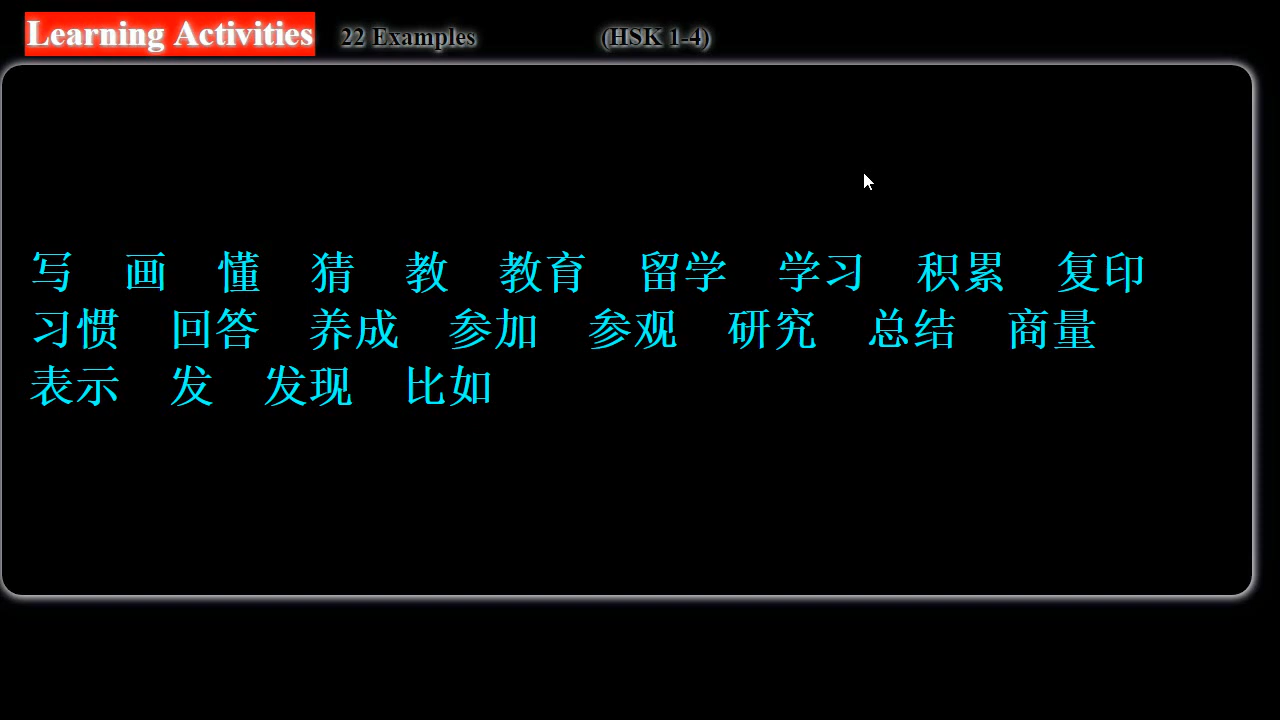 Learning Activities 22 Examples (HSK 1-4)
写 画 懂 猜 教 教育 留学 学习 积累 复印
习惯 回答 养成 参加 参观 研究 总结 商量
表示 发 发现 比如